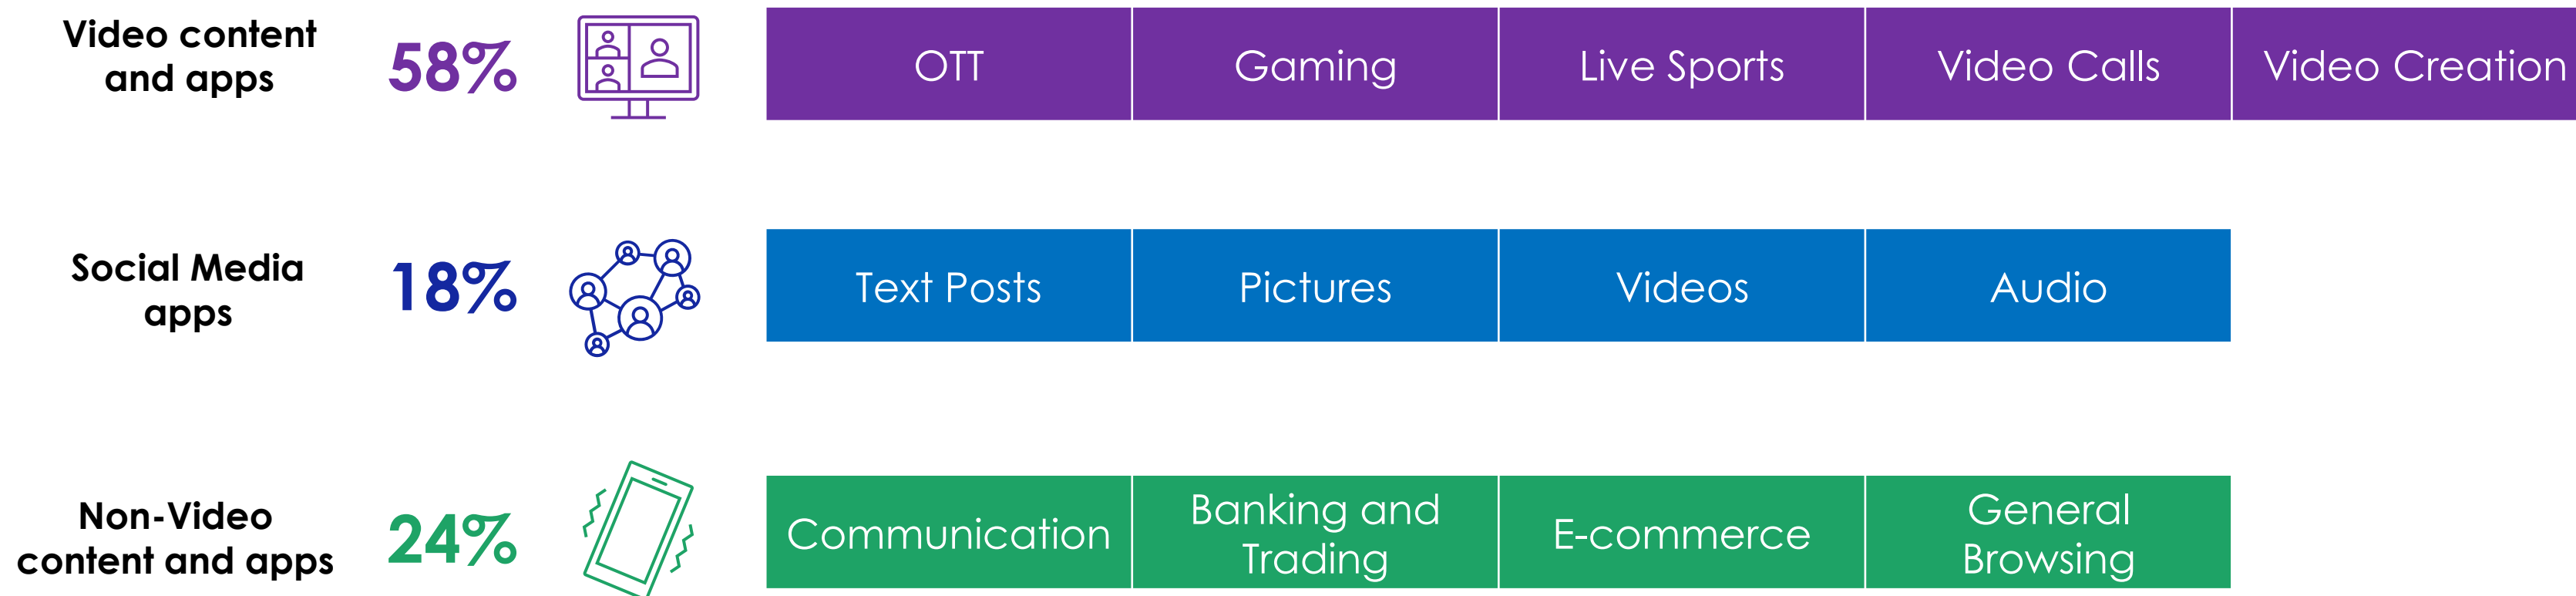 Video content
and apps
58%
OTT
Gaming
Live Sports
Video Calls
Video Creation
Social Media
apps
18%
Text Posts
Pictures
Videos
Audio
Non-Video
content and apps
24%
Communication
Banking and
Trading
E-commerce
General
Browsing